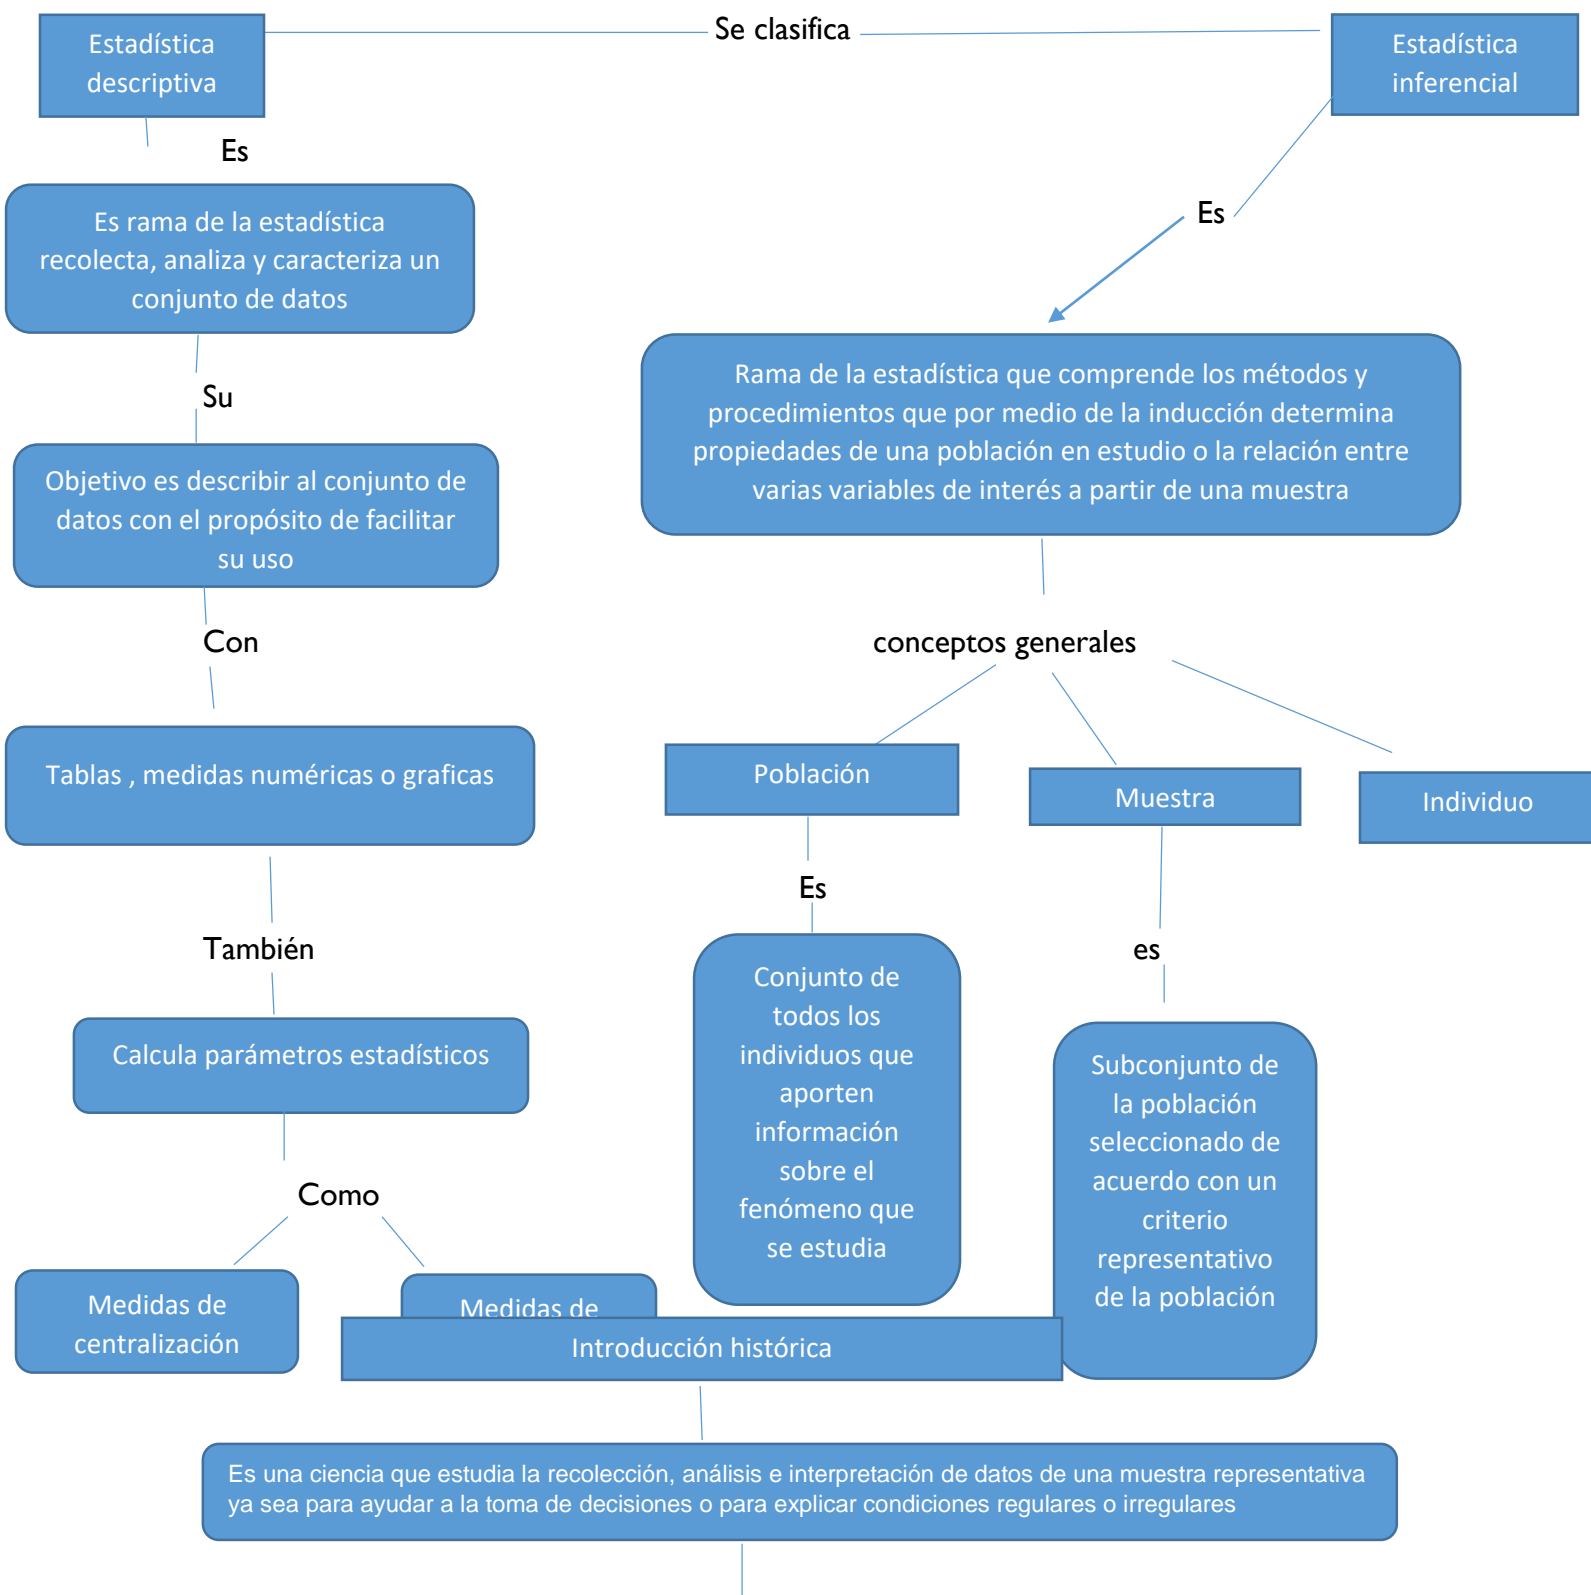 Se clasifica
Estadística
descriptiva
Estadística
inferencial
Es
Es rama de la estadística
recolecta, analiza y caracteriza un
conjunto de datos
Su
Objetivo es describir al conjunto de
datos con el propósito de facilitar
su uso
Con
Tablas , medidas numéricas o graficas
También
Calcula parámetros estadísticos
Como
Medidas de
centralización
Medidas de
Es
Rama de la estadística que comprende los métodos y
procedimientos que por medio de la inducción determina
propiedades de una población en estudio o la relación entre
varias variables de interés a partir de una muestra
conceptos generales
Población
Muestra
Individuo
Es
Conjunto de
todos los
individuos que
aporten
información
sobre el
fenómeno que
se estudia
es
Subconjunto de
la población
seleccionado de
acuerdo con un
criterio
representativo
de la población
Introducción histórica
Es una ciencia que estudia la recolección, análisis e interpretación de datos de una muestra representativa
ya sea para ayudar a la toma de decisiones o para explicar condiciones regulares o irregulares